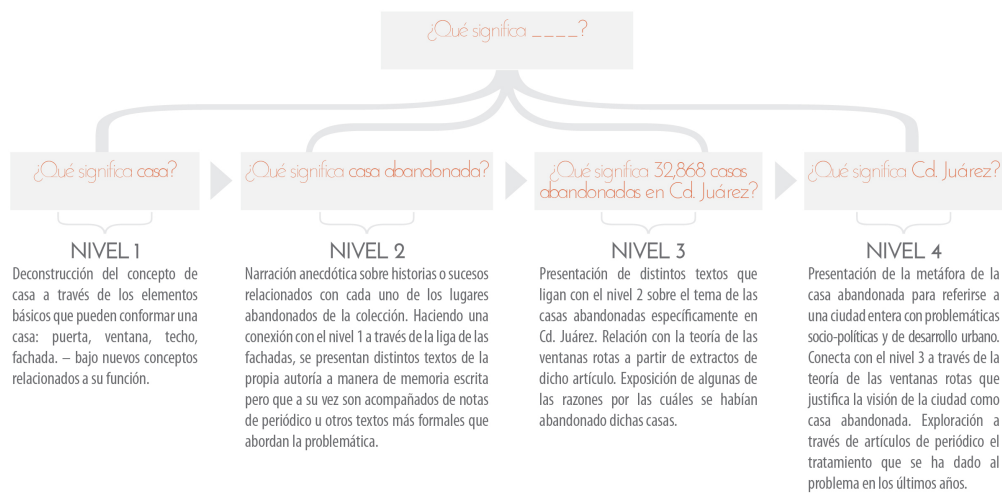 ¿Qué significa _ _ _ _?
¿Qué significa casa?
NIVEL 1
Deconstrucción del concepto de
casa a través de los elementos
básicos que pueden conformar una
casa: puerta, ventana, techo,
fachada. – bajo nuevos conceptos
relacionados a su función.
¿Qué significa casa abandonada?
NIVEL 2
Narración anecdótica sobre historias o sucesos
relacionados con cada uno de los lugares
abandonados de la colección. Haciendo una
conexión con el nivel 1 a través de la liga de las
fachadas, se presentan distintos textos de la
propia autoría a manera de memoria escrita
pero que a su vez son acompañados de notas
de periódico u otros textos más formales que
abordan la problemática.
¿Qué significa 32,868 casas
abandonadas en Cd. Juárez?
NIVEL 3
Presentación de distintos textos que
ligan con el nivel 2 sobre el tema de las
casas abandonadas específicamente en
Cd. Juárez. Relación con la teoría de las
ventanas rotas a partir de extractos de
dicho artículo. Exposición de algunas de
las razones por las cuáles se habían
abandonado dichas casas.
¿Qué significa Cd. Juárez?
NIVEL 4
Presentación de la metáfora de la
casa abandonada para referirse a
una ciudad entera con problemáticas
socio-políticas y de desarrollo urbano.
Conecta con el nivel 3 a través de la
teoría de las ventanas rotas que
justifica la visión de la ciudad como
casa abandonada. Exploración a
través de artículos de periódico el
tratamiento que se ha dado al
problema en los últimos años.